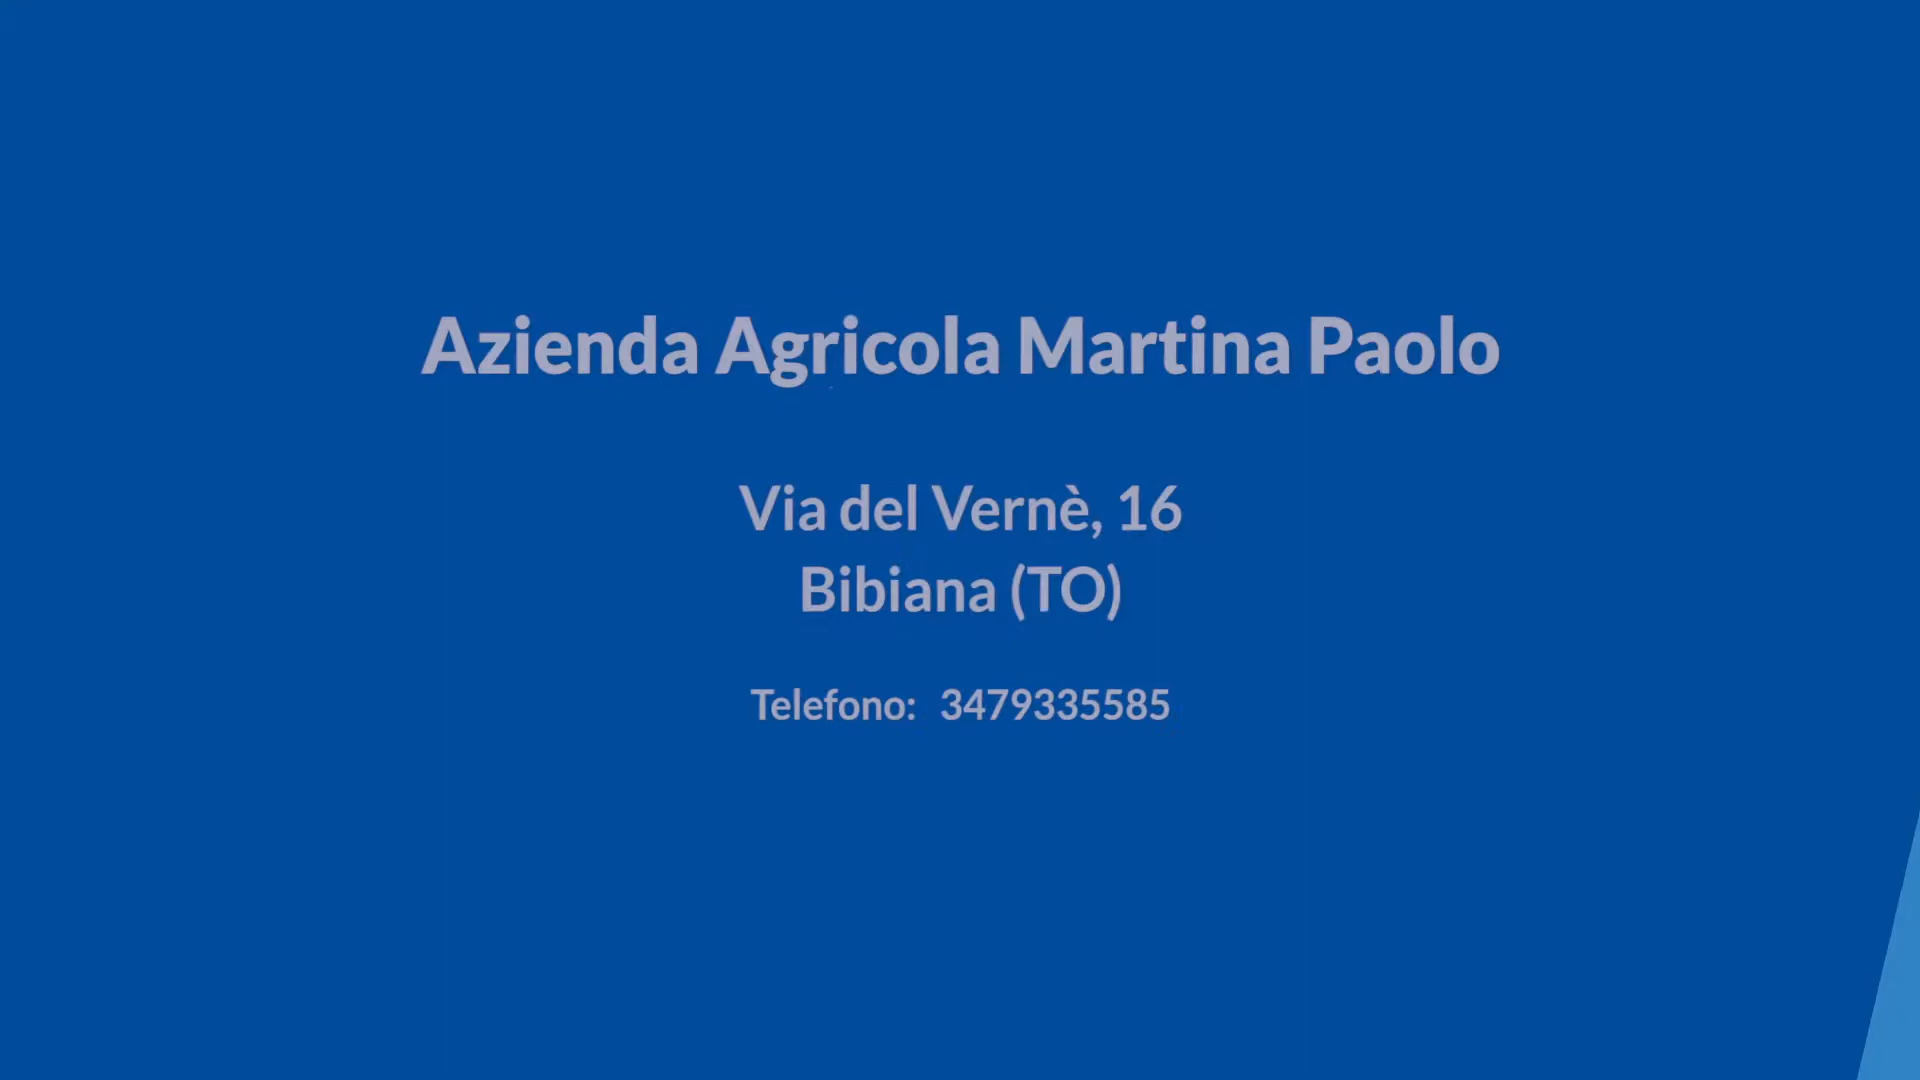 Azienda Agricola Martina Paolo
Via del Vernè, 16
Bibiana (TO)
Telefono: 3479335585